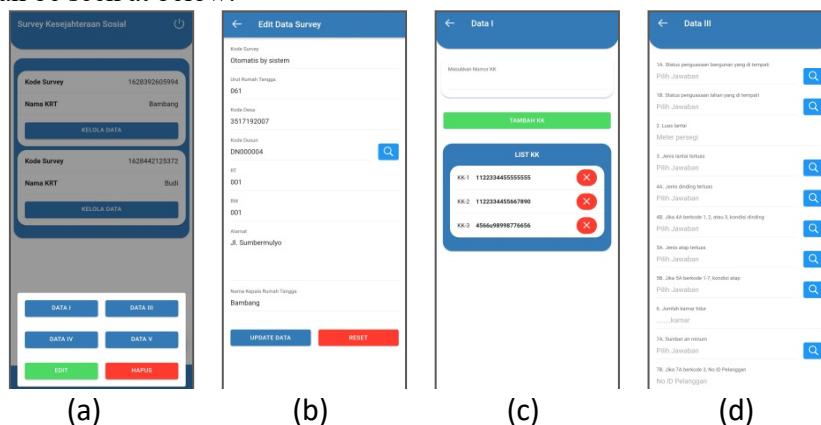 Survey Kesejahteraan Sosial
Kode Survey 1628392605994
Nama KRT Bambang
KELOLA DATA
Kode Survey 1628442125372
Nama KRT Budi
KELOLA DATA
DATA I DATA III
DATA IV DATA V
EDIT HAPUS
(a)
Edit Data Survey
Kode Survey
Otomatis by sistem
Urut Rumah Tangga
061
Kode Desa
3517192007
Kode Dusun
DN000004
RT
001
RW
001
Alamat
Jl. Sumbermulyo
Nama Kepala Rumah Tangga
Bambang
UPDATE DATA RESET
(b)
Data I
Masukkan Nomor KK
TAMBAH KK
LIST KK
KK-1 1122334455555555
KK-2 1122334455667890
KK-3 4566u98998776656
(c)
Data III
1A. Status penguasaan bangunan yang di tempati
Pilih Jawaban
1B. Status penguasaan lahan yang di tempati
Pilih Jawaban
2. Luas lantai
Meter persegi
3. Jenis lantai terluas
Pilih Jawaban
4A. Jenis dinding terluas
Pilih Jawaban
4B. Jika 4A berkode 1, 2, atau 3, kondisi dinding
Pilih Jawaban
5A. Jenis atap terluas
Pilih Jawaban
5B. Jika 5A berkode 1-7, kondisi atap
Pilih Jawaban
6. Jumlah kamar tidur
.......kamar
7A. Sumber air minum
Pilih Jawaban
7B. Jika 7A berkode 3, No ID Pelanggan
No ID Pelanggan
(d)